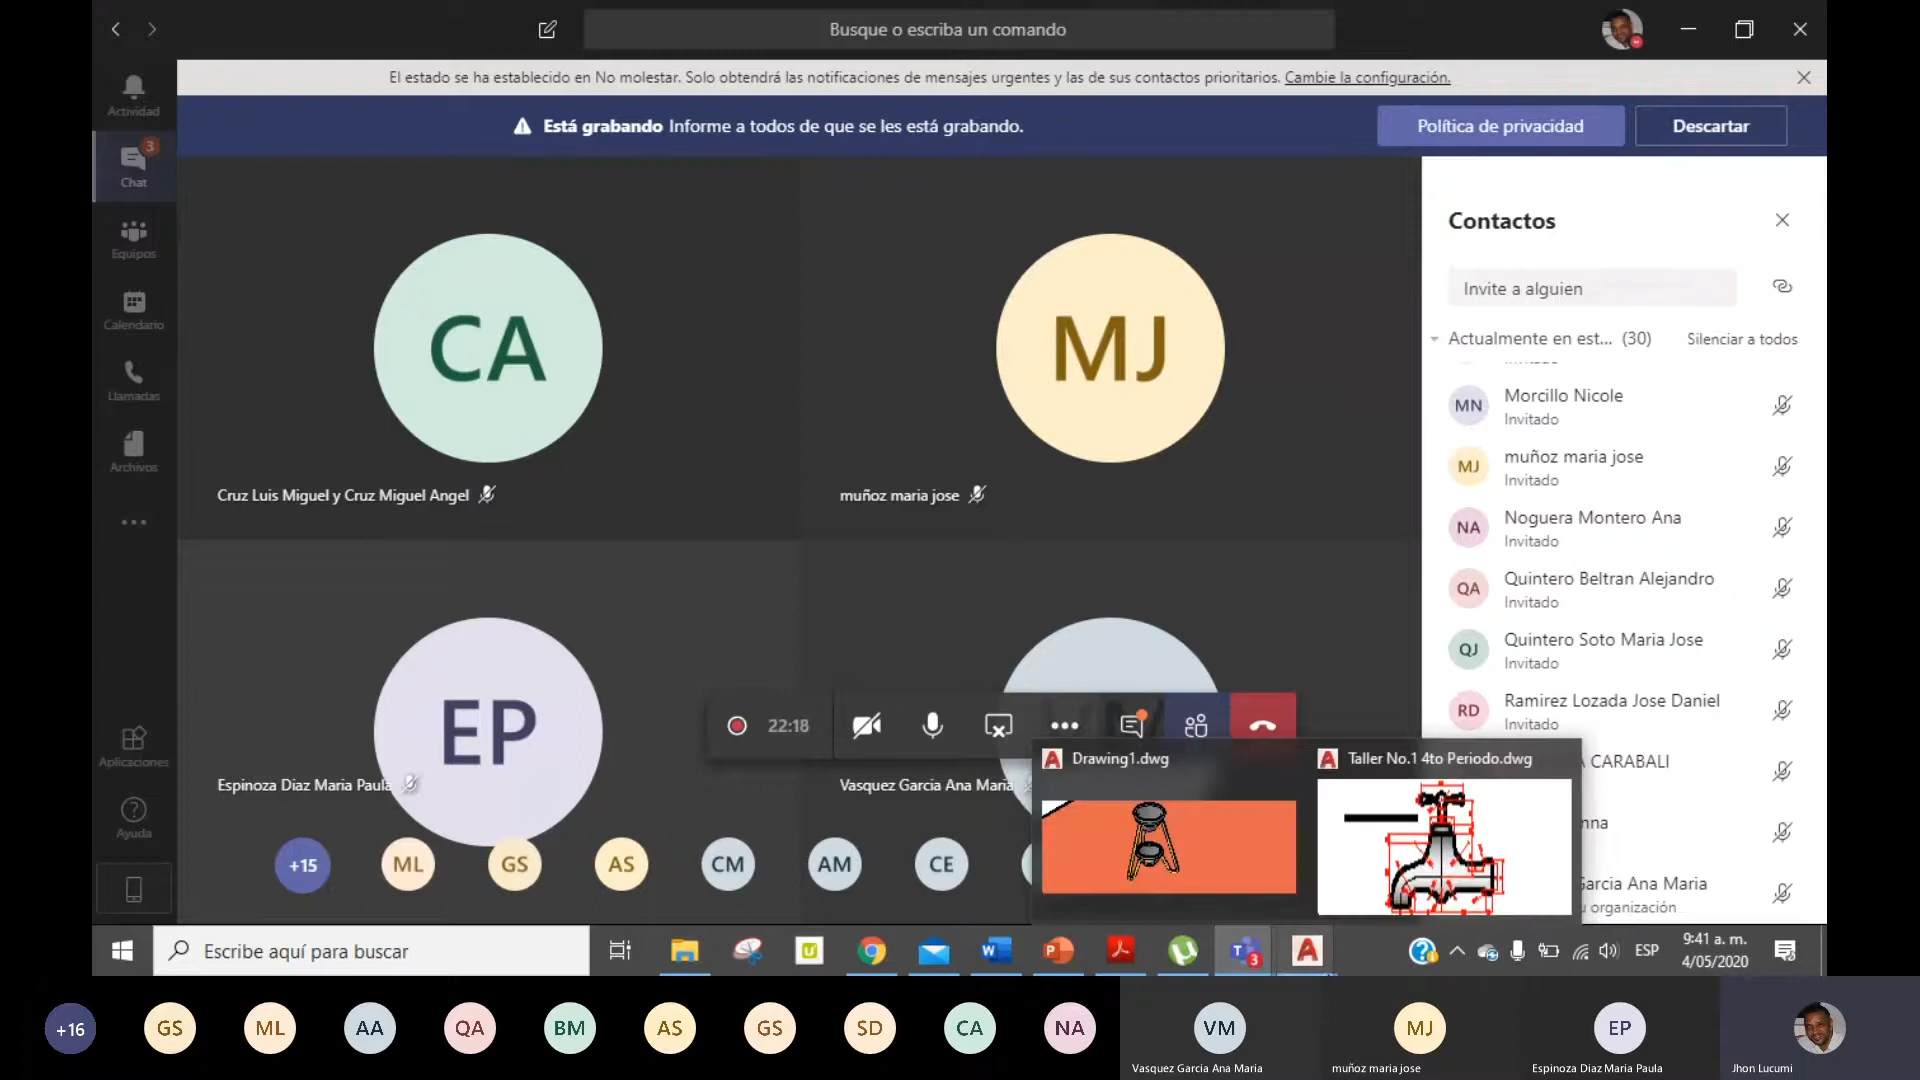 Busque o escriba un comando
El estado se ha establecido en No molestar. Solo obtendrá las notificaciones de mensajes urgentes y las de sus contactos prioritarios. Cambie la configuración.
Está grabando Informe a todos de que se les está grabando.
Política de privacidad
Descartar
Actividad
3
Chat
Equipos
Calendario
Llamadas
Archivos
Aplicaciones
Ayuda
CA
Cruz Luis Miguel y Cruz Miguel Angel
MJ
muñoz maria jose
EP
Espinoza Diaz Maria Paula
Vasquez Garcia Ana Maria
22:18
+15
ML
GS
AS
CM
AM
CE
Contactos
Invite a alguien
Actualmente en est... (30)
Silenciar a todos
MN
Morcillo Nicole
Invitado
MJ
muñoz maria jose
Invitado
NA
Noguera Montero Ana
Invitado
QA
Quintero Beltran Alejandro
Invitado
QJ
Quintero Soto Maria Jose
Invitado
RD
Ramirez Lozada Jose Daniel
Invitado
CARABALI
Garcia Ana Maria
organización
Drawing1.dwg
Taller No.1 4to Periodo.dwg
Escribe aquí para buscar
ESP
9:41 a. m.
4/05/2020
+16
GS
ML
AA
QA
BM
AS
GS
SD
CA
NA
VM
Vasquez Garcia Ana Maria
MJ
muñoz maria jose
EP
Espinoza Diaz Maria Paula
Jhon Lucumi